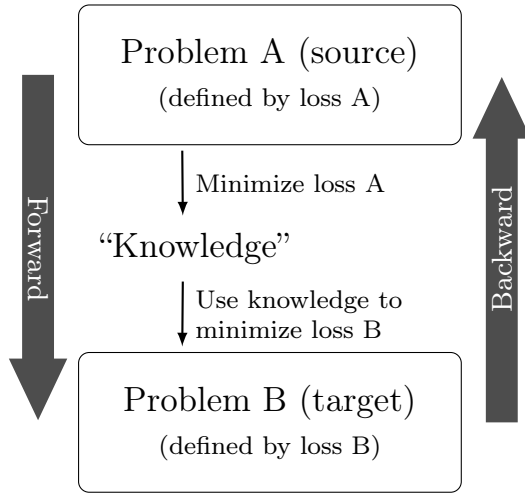 Problem A (source)
(defined by loss A)
Minimize loss A
“Knowledge”
Use knowledge to
minimize loss B
Problem B (target)
(defined by loss B)
Forward
Backward